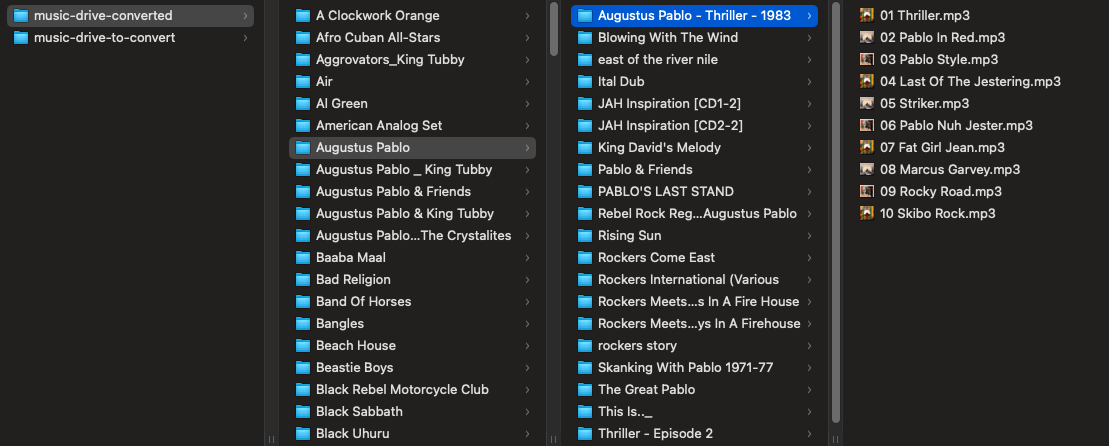 music-drive-converted
music-drive-to-convert
A Clockwork Orange
Afro Cuban All-Stars
Aggrovators_King Tubby
Air
Al Green
American Analog Set
Augustus Pablo
Augustus Pablo _ King Tubby
Augustus Pablo & Friends
Augustus Pablo & King Tubby
Augustus Pablo...The Crystalites
Baaba Maal
Bad Religion
Band Of Horses
Bangles
Beach House
Beastie Boys
Black Rebel Motorcycle Club
Black Sabbath
Black Uhuru
Augustus Pablo - Thriller - 1983
Blowing With The Wind
east of the river nile
Ital Dub
JAH Inspiration [CD1-2]
JAH Inspiration [CD2-2]
King David's Melody
Pablo & Friends
PABLO'S LAST STAND
Rebel Rock Reg...Augustus Pablo
Rising Sun
Rockers Come East
Rockers International (Various
Rockers Meets...s In A Fire House
Rockers Meets...ys In A Firehouse
rockers story
Skanking With Pablo 1971-77
The Great Pablo
This Is.._
Thriller - Episode 2
01 Thriller.mp3
02 Pablo In Red.mp3
03 Pablo Style.mp3
04 Last Of The Jestering.mp3
05 Striker.mp3
06 Pablo Nuh Jester.mp3
07 Fat Girl Jean.mp3
08 Marcus Garvey.mp3
09 Rocky Road.mp3
10 Skibo Rock.mp3